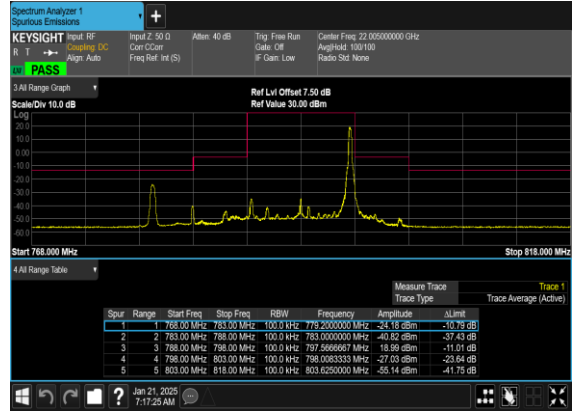 Spectrum Analyzer 1
Spurious Emissions
KEYSIGHT Input: RF Input Z: 50 Ω Atten: 40 dB Trig: Free Run Center Freq: 22.005000000 GHz
R T Coupling: DC Corr CCorr Gate: Off Avg|Hold: 100/100
Align: Auto Freq Ref: Int (S) IF Gain: Low Radio Std: None
PASS
3 All Range Graph Ref Lvl Offset 7.50 dB
Scale/Div 10.0 dB Ref Value 30.00 dBm
Log
20.0
10.0
0.00
-10.0
-20.0
-30.0
-40.0
-50.0
-60.0
Start 768.000 MHz Stop 818.000 MHz
4 All Range Table
Measure Trace Trace 1
Trace Type Trace Average (Active)
Spur Range Start Freq Stop Freq RBW Frequency Amplitude ΔLimit
1 1 768.00 MHz 783.00 MHz 100.0 kHz 779.2000000 MHz -24.18 dBm -10.79 dB
2 2 783.00 MHz 788.00 MHz 100.0 kHz 783.0000000 MHz -40.82 dBm -37.43 dB
3 3 788.00 MHz 798.00 MHz 100.0 kHz 797.5666667 MHz 18.99 dBm -11.01 dB
4 4 798.00 MHz 803.00 MHz 100.0 kHz 798.0083333 MHz -27.03 dBm -23.64 dB
5 5 803.00 MHz 818.00 MHz 100.0 kHz 803.6250000 MHz -55.14 dBm -41.75 dB
Jan 21, 2025
7:17:25 AM